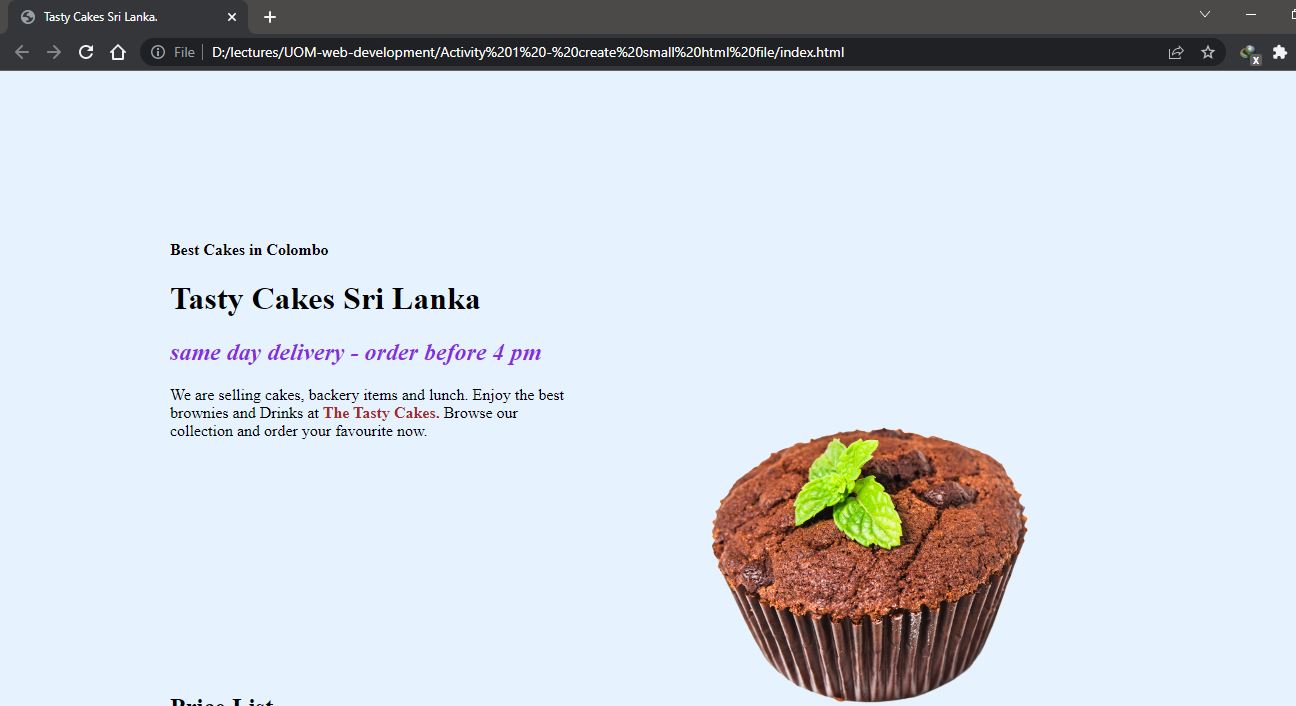 Tasty Cakes Sri Lanka.
File
D:/lectures/UOM-web-development/Activity%201%20-%20create%20small%20html%20file/index.html
x
Best Cakes in Colombo
Tasty Cakes Sri Lanka
same day delivery - order before 4 pm
We are selling cakes, backery items and lunch. Enjoy the best
brownies and Drinks at The Tasty Cakes. Browse our
collection and order your favourite now.
Price List